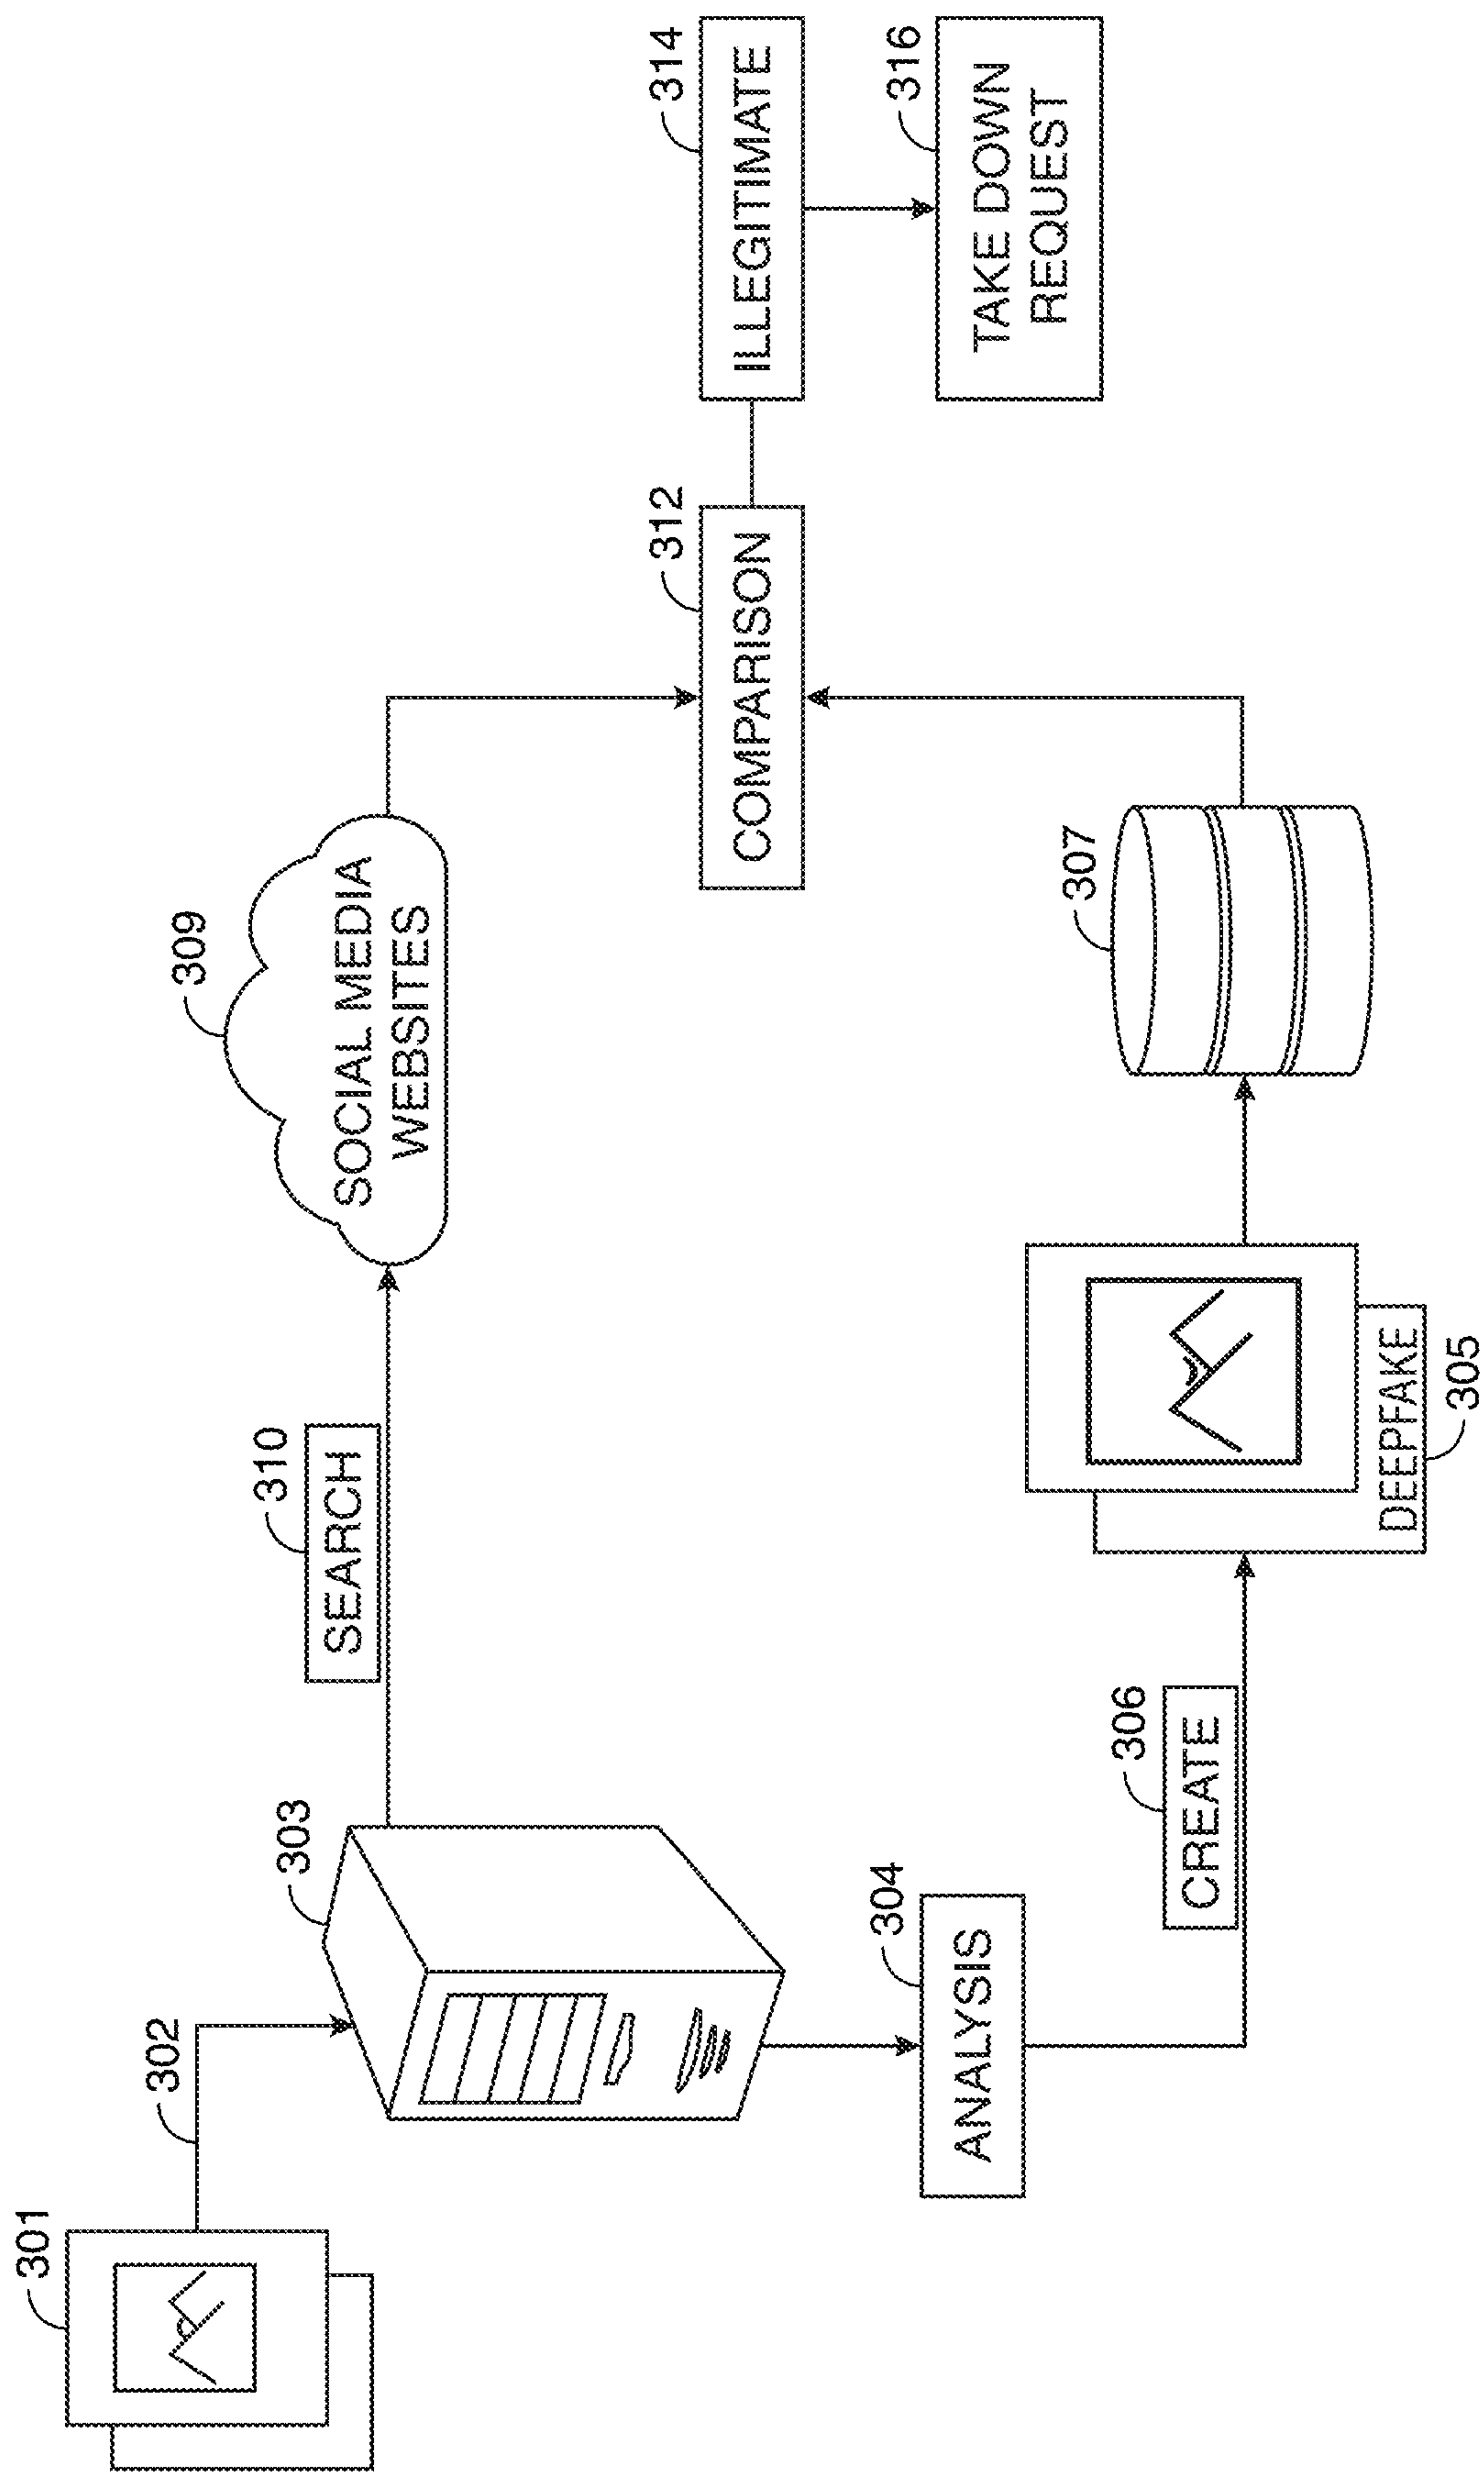 301
302
303
310
SEARCH
309
SOCIAL MEDIA
WEBSITES
304
ANALYSIS
306
CREATE
DEEPFAKE
305
307
312
COMPARISON
314
ILLEGITIMATE
316
TAKE DOWN
REQUEST